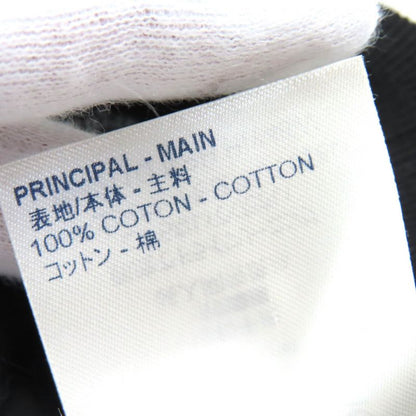 PRINCIPAL - MAIN
表地/本体 - 主料
100% COTON - COTTON
コットン - 棉